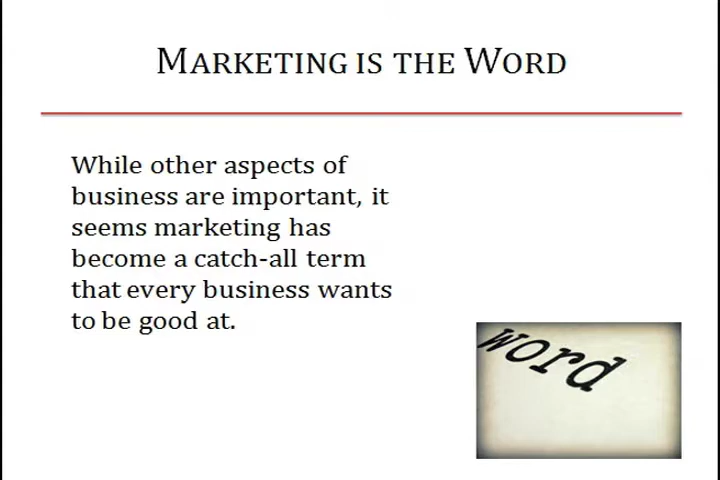 MARKETING IS THE WORD
While other aspects of
business are important, it
seems marketing has
become a catch-all term
that every business wants
to be good at.
word